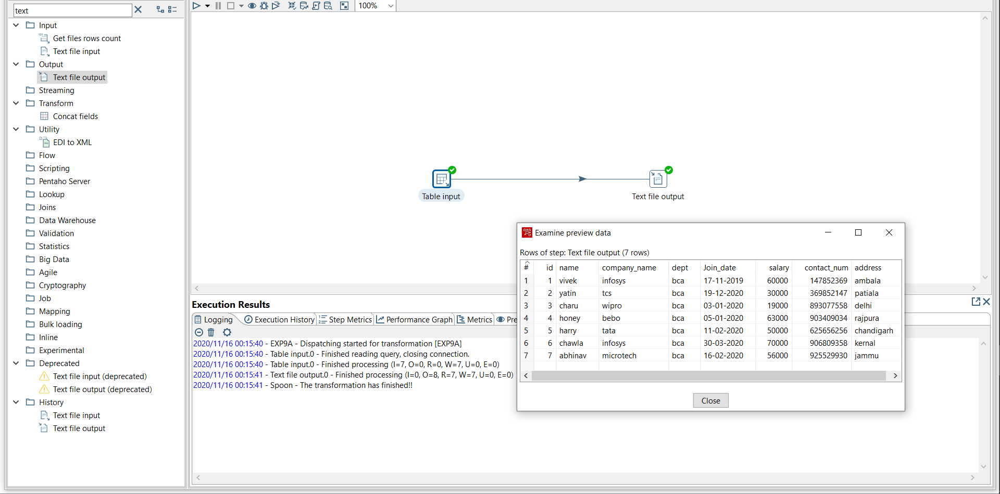 text
100%
Input
Get files rows count
Text file input
Output
Text file output
Streaming
Transform
Concat fields
Utility
EDI to XML
Flow
Scripting
Pentaho Server
Lookup
Joins
Data Warehouse
Validation
Statistics
Big Data
Agile
Cryptography
Job
Mapping
Bulk loading
Inline
Experimental
Deprecated
Text file input (deprecated)
Text file output (deprecated)
History
Text file input
Text file output
Table input
Text file output
Execution Results
Logging Execution History Step Metrics Performance Graph Metrics Pre
2020/11/16 00:15:40 - EXP9A - Dispatching started for transformation [EXP9A]
2020/11/16 00:15:40 - Table input.0 - Finished reading query, closing connection.
2020/11/16 00:15:40 - Table input.0 - Finished processing (I=7, O=0, R=0, W=7, U=0, E=0)
2020/11/16 00:15:41 - Text file output.0 - Finished processing (I=0, O=8, R=7, W=7, U=0, E=0)
2020/11/16 00:15:41 - Spoon - The transformation has finished!!
Examine preview data
Rows of step: Text file output (7 rows)
# id name company_name dept Join_date salary contact_num address
1 1 vivek infosys bca 17-11-2019 60000 147852369 ambala
2 2 yatin tcs bca 19-12-2020 30000 369852147 patiala
3 3 charu wipro bca 03-01-2020 19000 893077558 delhi
4 4 honey bebo bca 05-01-2020 63000 903409034 rajpura
5 5 harry tata bca 11-02-2020 50000 625656256 chandigarh
6 6 chawla infosys bca 30-03-2020 70000 906809358 kernal
7 7 abhinav microtech bca 16-02-2020 56000 925529930 jammu
Close